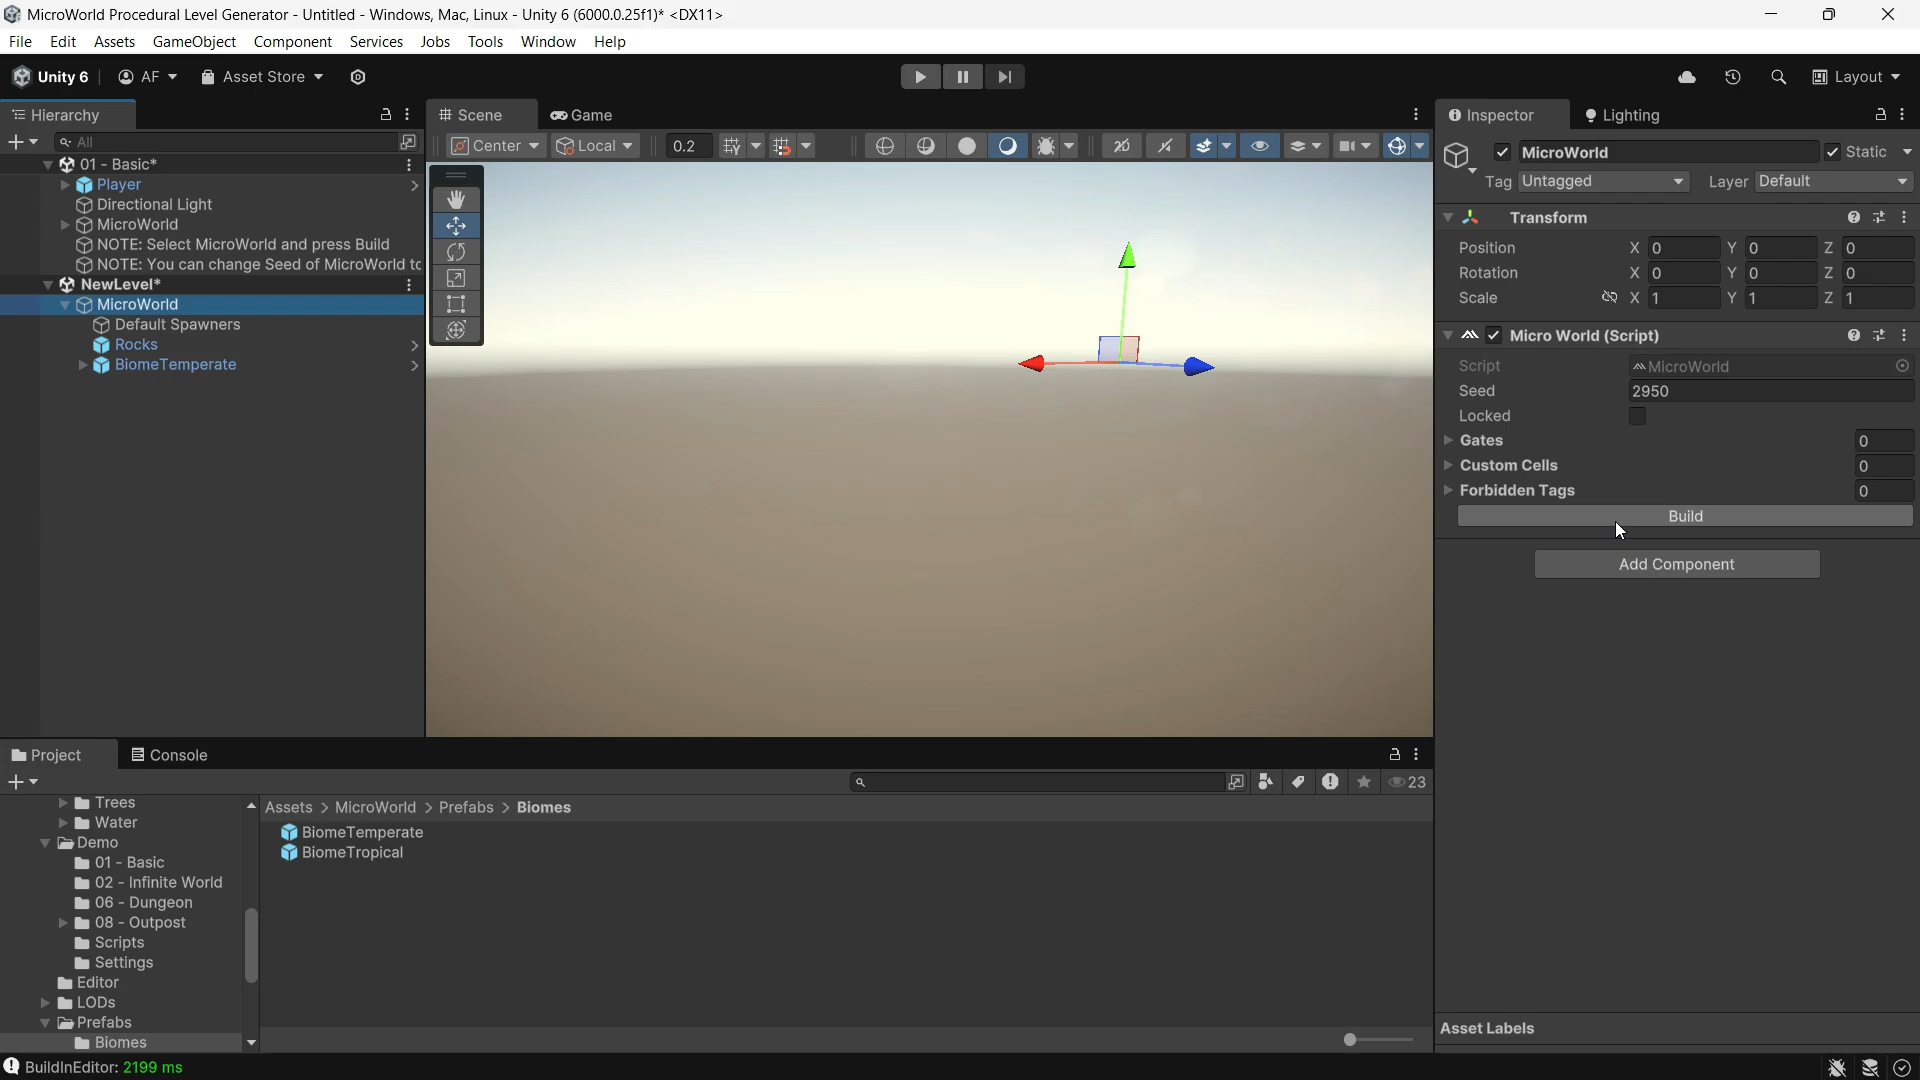 MicroWorld Procedural Level Generator - Untitled - Windows, Mac, Linux - Unity 6 (6000.0.25f1)* <DX11>
File Edit Assets GameObject Component Services Jobs Tools Window Help
Unity 6 AF Asset Store Layout
Hierarchy
All
01 - Basic*
Player
Directional Light
MicroWorld
NOTE: Select MicroWorld and press Build
NOTE: You can change Seed of MicroWorld to
NewLevel*
MicroWorld
Default Spawners
Rocks
BiomeTemperate
Scene Game
Center Local 0.2 2D
Inspector Lighting
MicroWorld Static
Tag Untagged Layer Default
Transform
Position X 0 Y 0 Z 0
Rotation X 0 Y 0 Z 0
Scale X 1 Y 1 Z 1
Micro World (Script)
Script MicroWorld
Seed 2950
Locked
Gates 0
Custom Cells 0
Forbidden Tags 0
Build
Add Component
Asset Labels
Project Console
23
Trees
Water
Demo
01 - Basic
02 - Infinite World
06 - Dungeon
08 - Outpost
Scripts
Settings
Editor
LODs
Prefabs
Biomes
Assets > MicroWorld > Prefabs > Biomes
BiomeTemperate
BiomeTropical
BuildInEditor: 2199 ms